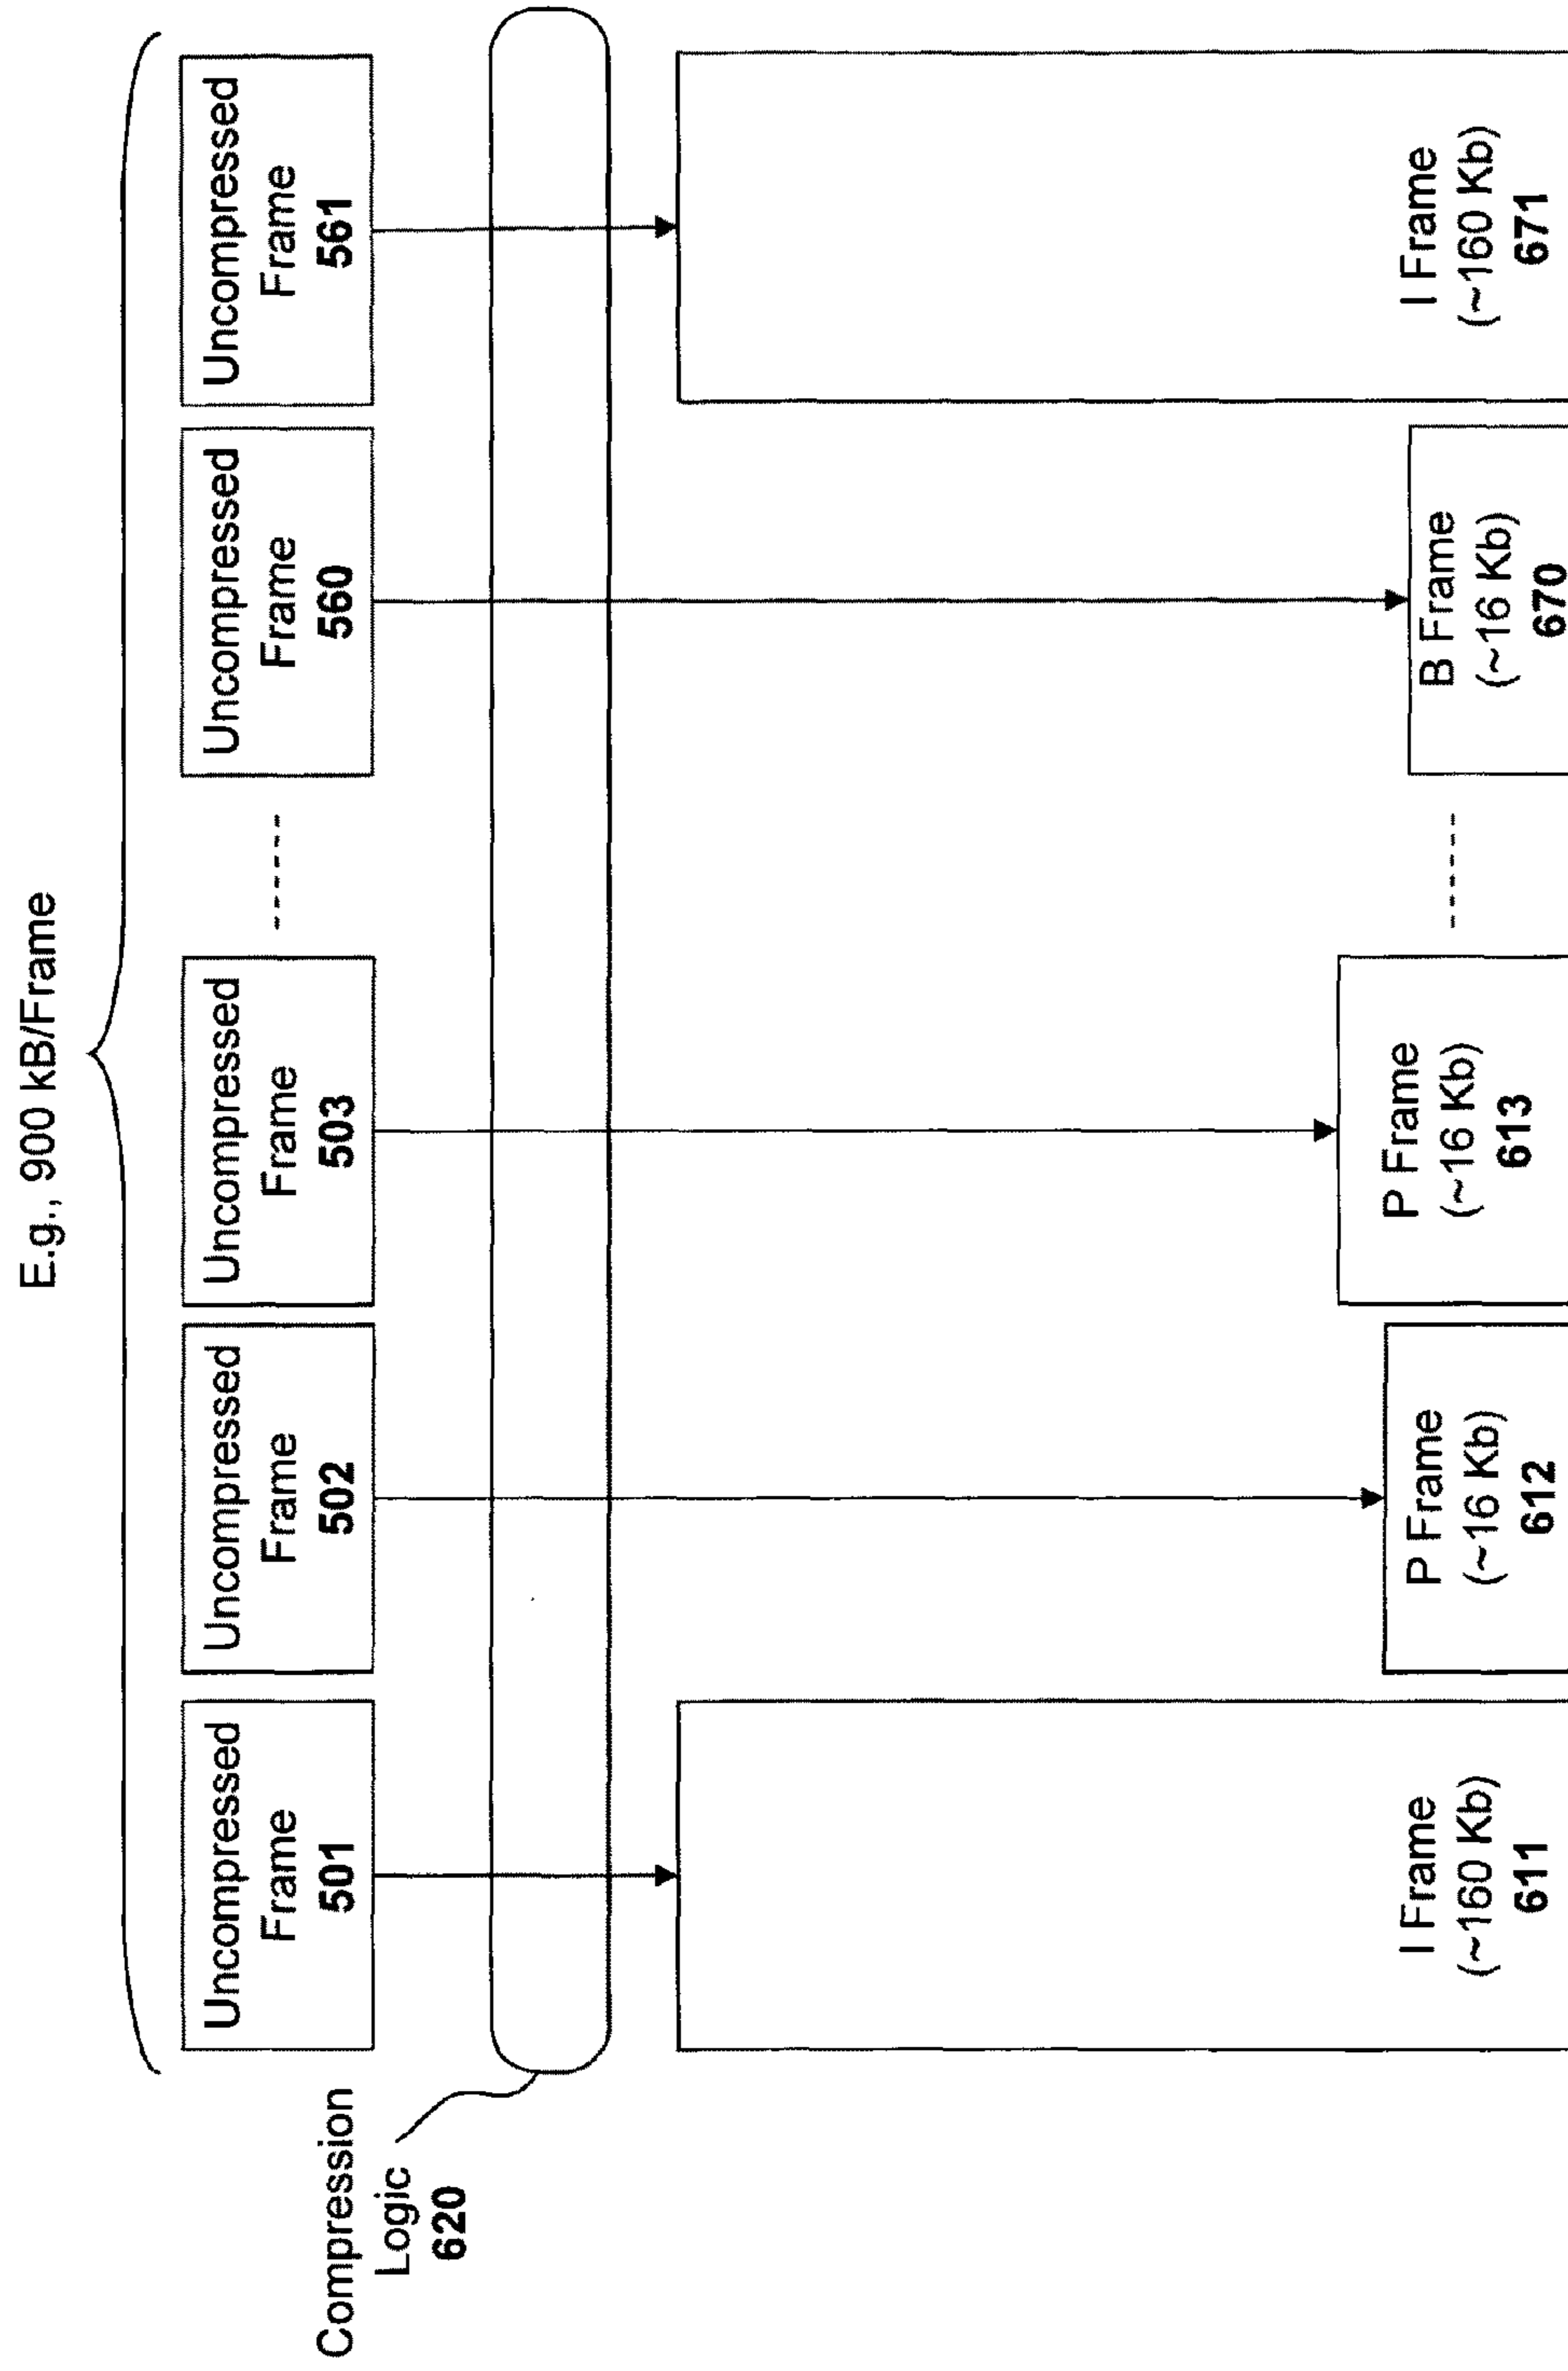 E.g., 900 kB/Frame
Uncompressed
Frame
501
Uncompressed
Frame
502
Uncompressed
Frame
503
------
Uncompressed
Frame
560
Uncompressed
Frame
561
Compression
Logic
620
I Frame
(~160 Kb)
611
P Frame
(~16 Kb)
612
P Frame
(~16 Kb)
613
------
B Frame
(~16 Kb)
670
I Frame
(~160 Kb)
671